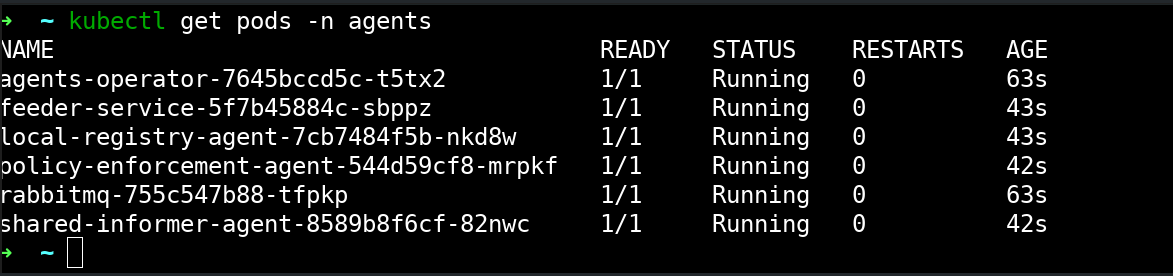 → ~ kubectl get pods -n agents
NAME READY STATUS RESTARTS AGE
agents-operator-7645bccd5c-t5tx2 1/1 Running 0 63s
feeder-service-5f7b45884c-sbppz 1/1 Running 0 43s
local-registry-agent-7cb7484f5b-nkd8w 1/1 Running 0 43s
policy-enforcement-agent-544d59cf8-mrpkf 1/1 Running 0 42s
rabbitmq-755c547b88-tfpkp 1/1 Running 0 63s
shared-informer-agent-8589b8f6cf-82nwc 1/1 Running 0 42s
→ ~